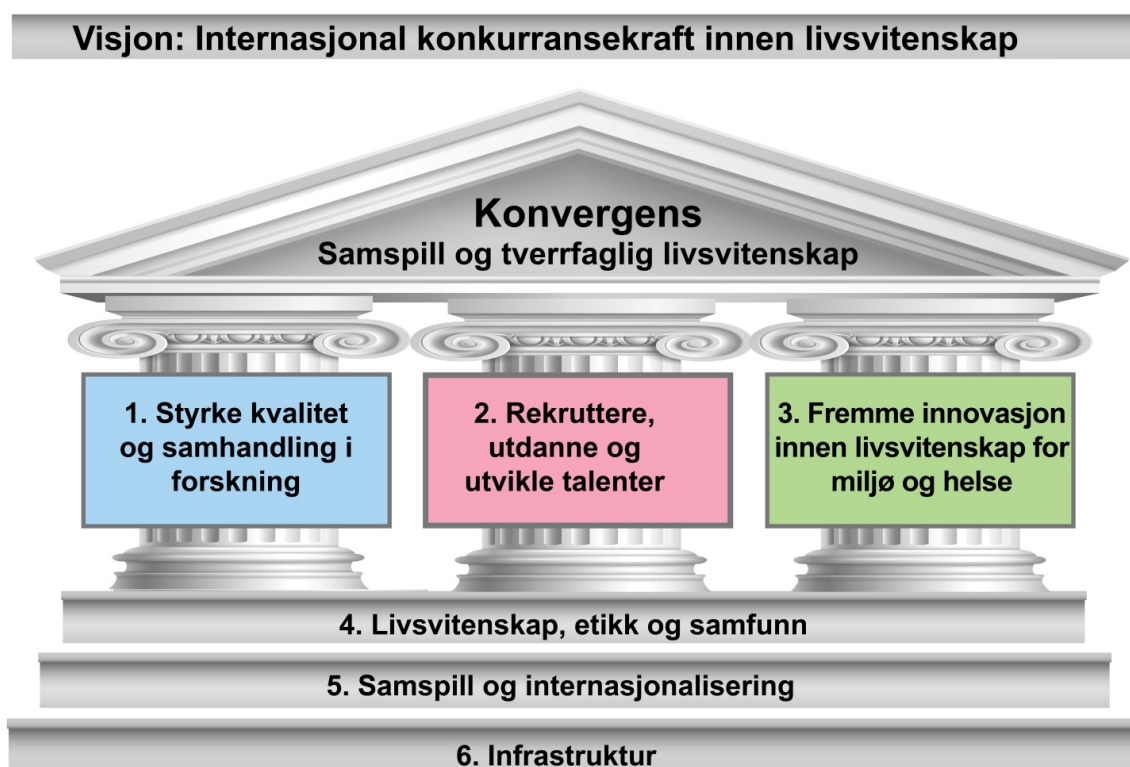 Visjon: Internasjonal konkurransekraft innen livsvitenskap
Konvergens
Samspill og tverrfaglig livsvitenskap
1. Styrke kvalitet
og samhandling i
forskning
2. Rekruttere,
utdanne og
utvikle talenter
3. Fremme innovasjon
innen livsvitenskap for
miljø og helse
4. Livsvitenskap, etikk og samfunn
5. Samspill og internasjonalisering
6. Infrastruktur